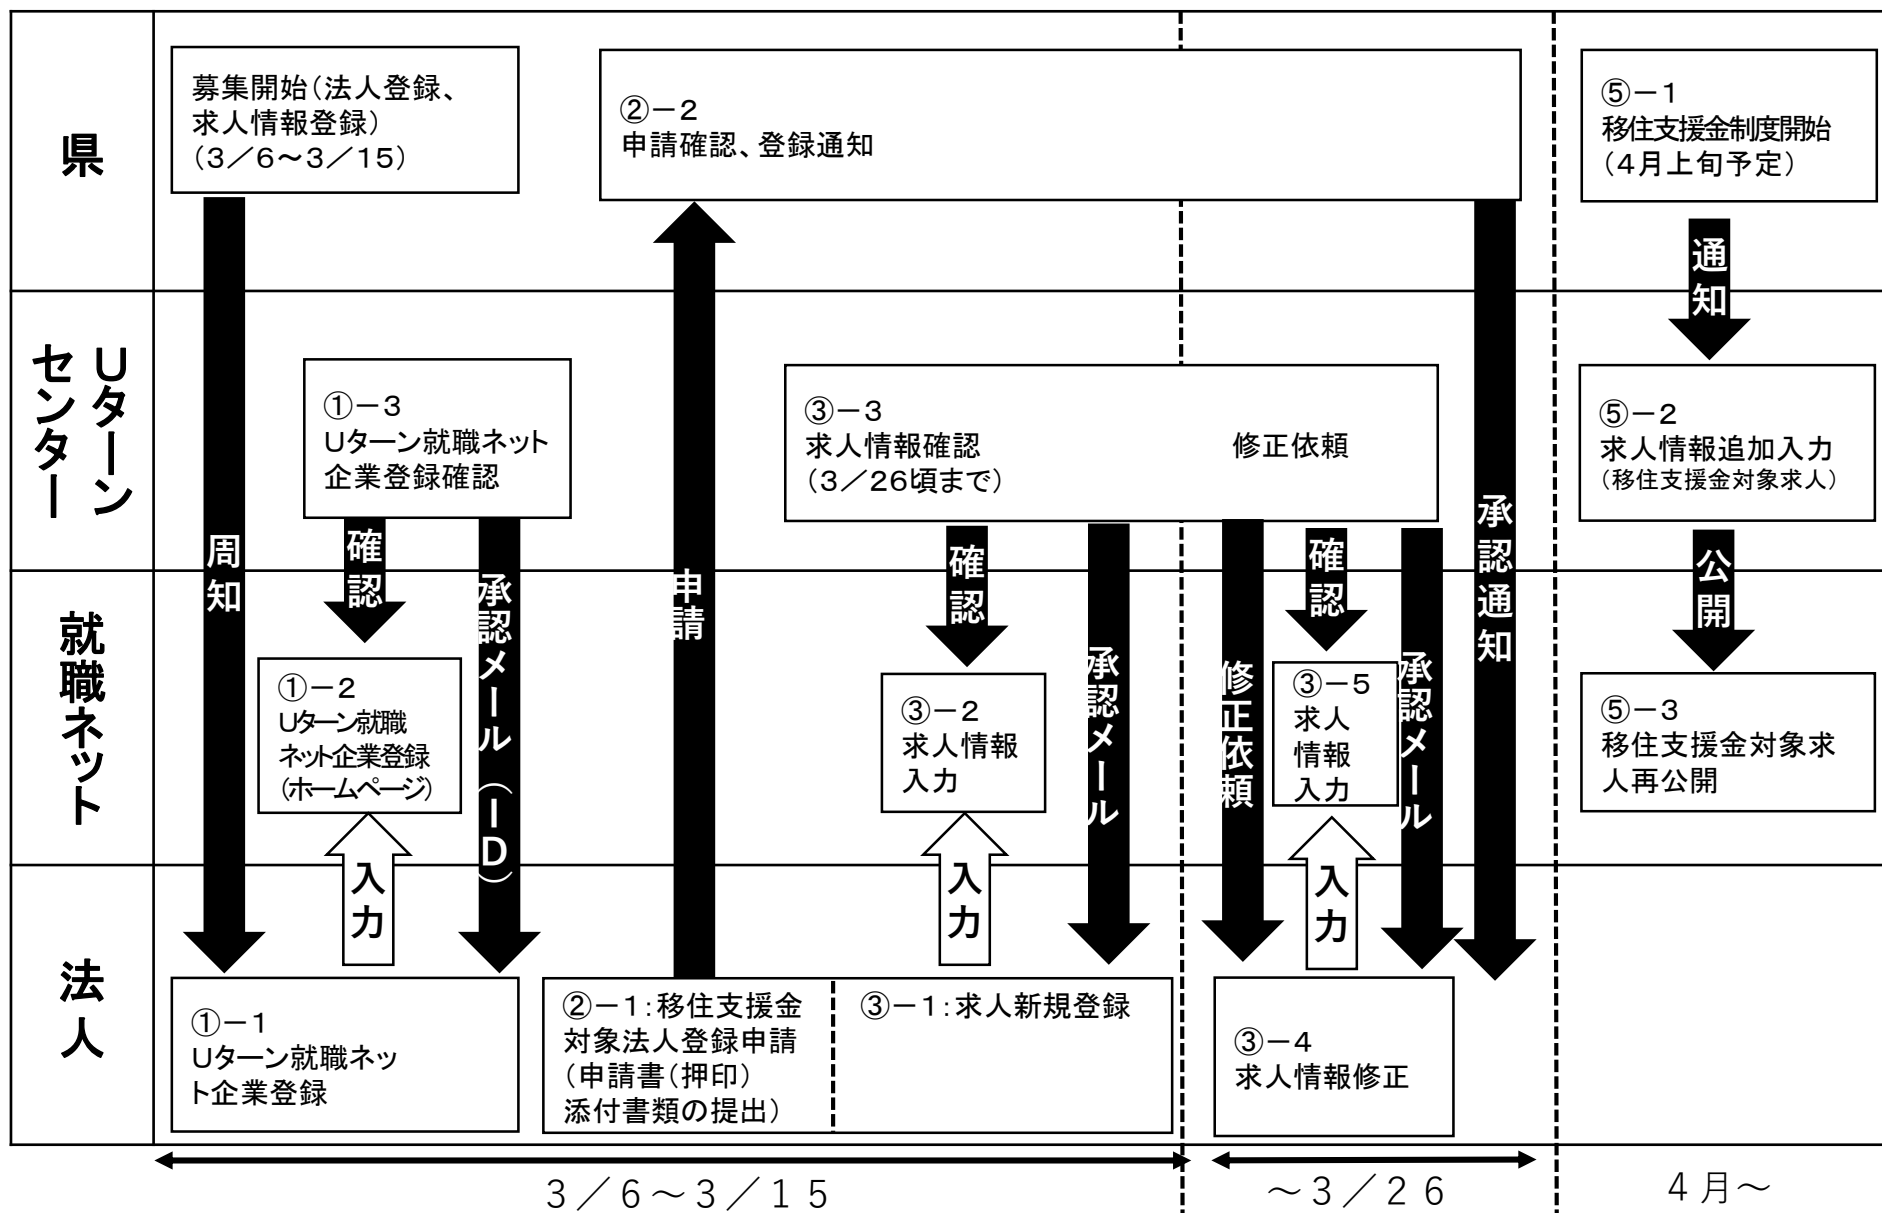 県
募集開始（法人登録、
求人情報登録）
（３／６～３／１５）
②－２
申請確認、登録通知
⑤－１
移住支援金制度開始
（４月上旬予定）
通知
Ｕターン
センター
①－３
Ｕターン就職ネット
企業登録確認
③－３
求人情報確認
（３／２６頃まで）
修正依頼
⑤－２
求人情報追加入力
（移住支援金対象求人）
周知
確認
承認メール（ＩＤ）
申請
確認
承認メール
修正依頼
確認
承認メール
承認通知
公開
就職ネット
①－２
Ｕターン就職
ネット企業登録
（ホームページ）
③－２
求人情報
入力
③－５
求人
情報
入力
⑤－３
移住支援金対象求
人再公開
入力
入力
入力
法人
①－１
Ｕターン就職ネッ
ト企業登録
②－１：移住支援金
対象法人登録申請
（申請書（押印）
添付書類の提出）
③－１：求人新規登録
③－４
求人情報修正
３／６～３／１５
～３／２６
４月～